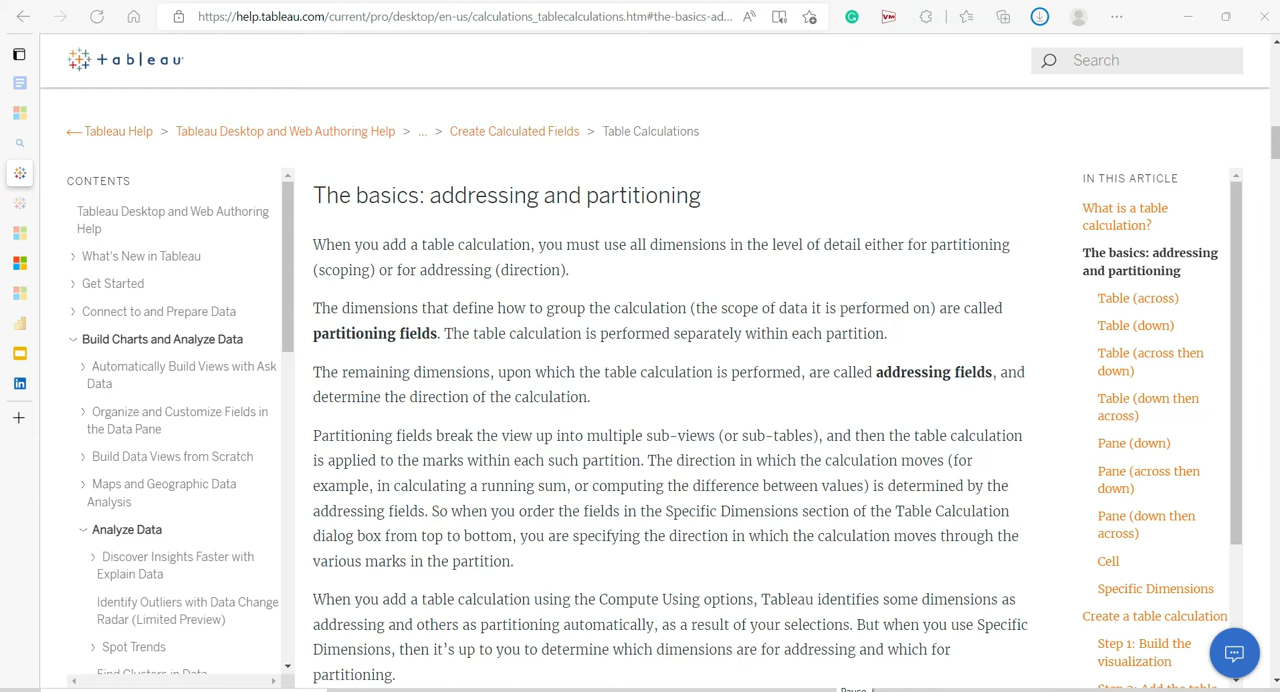 https://help.tableau.com/current/pro/desktop/en-us/calculations_tablecalculations.htm#the-basics-ad...
VM
+ a b l e a u
Search
Tableau Help > Tableau Desktop and Web Authoring Help > ... > Create Calculated Fields > Table Calculations
CONTENTS
Tableau Desktop and Web Authoring
Help
What's New in Tableau
Get Started
Connect to and Prepare Data
Build Charts and Analyze Data
Automatically Build Views with Ask
Data
Organize and Customize Fields in
the Data Pane
Build Data Views from Scratch
Maps and Geographic Data
Analysis
Analyze Data
Discover Insights Faster with
Explain Data
Identify Outliers with Data Change
Radar (Limited Preview)
Spot Trends
Find Clusters in Data
The basics: addressing and partitioning
When you add a table calculation, you must use all dimensions in the level of detail either for partitioning
(scoping) or for addressing (direction).
The dimensions that define how to group the calculation (the scope of data it is performed on) are called
partitioning fields. The table calculation is performed separately within each partition.
The remaining dimensions, upon which the table calculation is performed, are called addressing fields, and
determine the direction of the calculation.
Partitioning fields break the view up into multiple sub-views (or sub-tables), and then the table calculation
is applied to the marks within each such partition. The direction in which the calculation moves (for
example, in calculating a running sum, or computing the difference between values) is determined by the
addressing fields. So when you order the fields in the Specific Dimensions section of the Table Calculation
dialog box from top to bottom, you are specifying the direction in which the calculation moves through the
various marks in the partition.
When you add a table calculation using the Compute Using options, Tableau identifies some dimensions as
addressing and others as partitioning automatically, as a result of your selections. But when you use Specific
Dimensions, then it's up to you to determine which dimensions are for addressing and which for
partitioning.
IN THIS ARTICLE
What is a table
calculation?
The basics: addressing
and partitioning
Table (across)
Table (down)
Table (across then
down)
Table (down then
across)
Pane (down)
Pane (across then
down)
Pane (down then
across)
Cell
Specific Dimensions
Create a table calculation
Step 1: Build the
visualization
Step 2: Add the table
Pause